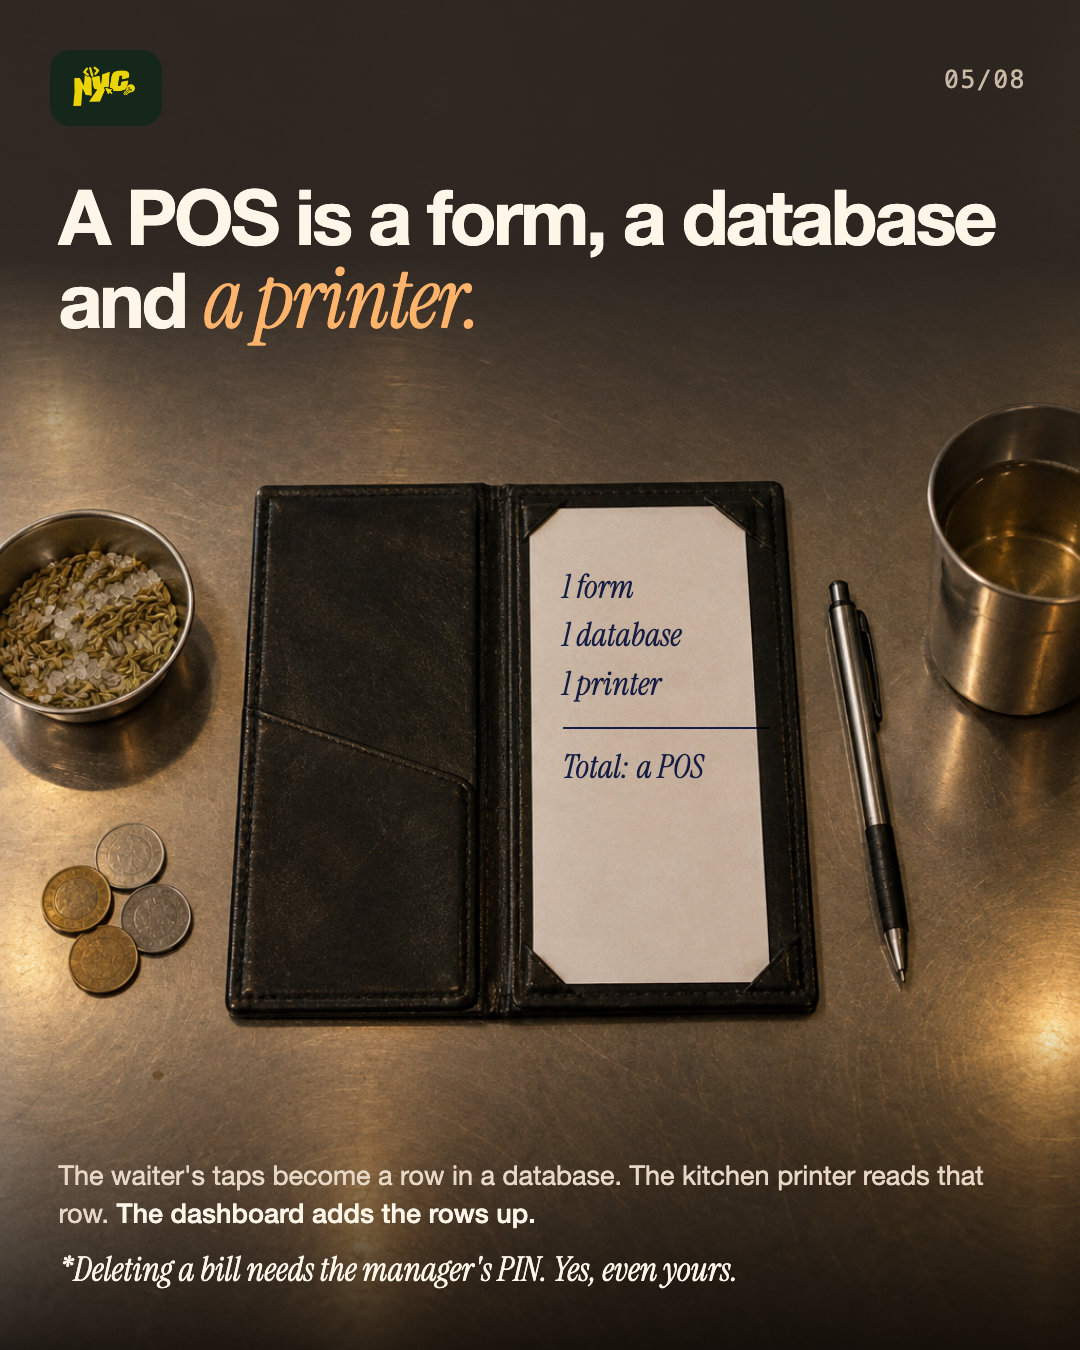 NYC
05/08
A POS is a form, a database
and a printer.
1 form
1 database
1 printer
Total: a POS
The waiter's taps become a row in a database. The kitchen printer reads that
row. The dashboard adds the rows up.
*Deleting a bill needs the manager's PIN. Yes, even yours.